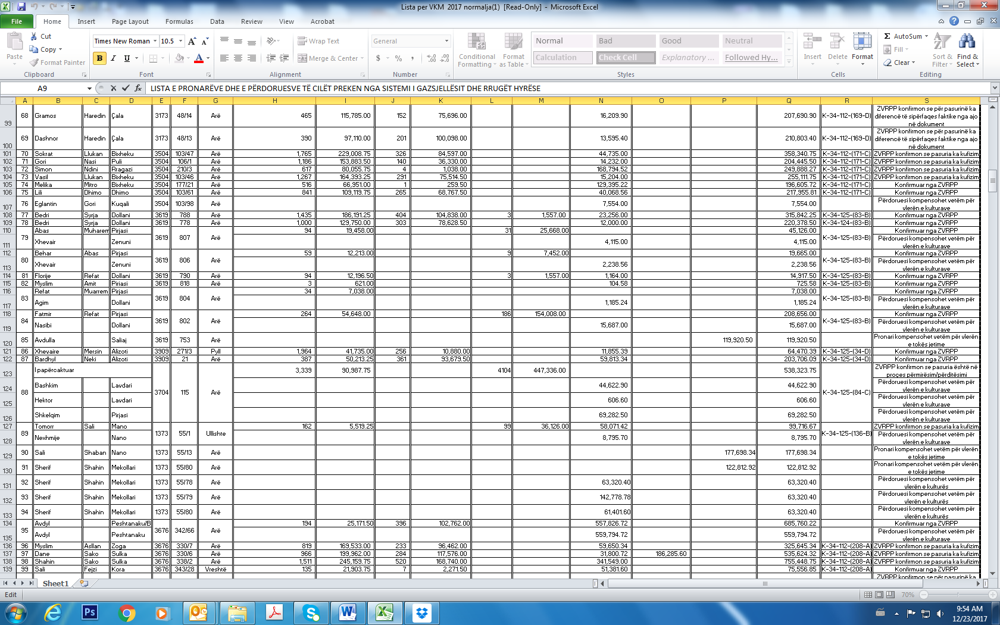 Lista per VKM 2017 normalja(1) [Read-Only] - Microsoft Excel
File Home Insert Page Layout Formulas Data Review View Acrobat
Paste Cut Copy Format Painter Clipboard
Times New Roman 10.5 B I U A Font
Wrap Text Merge & Center Alignment
General $ % , Number
Conditional Formatting Format as Table
Normal Bad Good Neutral
Calculation Check Cell Explanatory ... Followed Hy...
Styles
Insert Delete Format Cells
Σ AutoSum Fill Clear Sort & Filter Find & Select Editing
A9 fx LISTA E PRONARËVE DHE E PËRDORUESVE TË CILËT PREKEN NGA SISTEMI I GAZSJELLËSIT DHE RRUGËT HYRËSE
A B C D E F G H I J K L M N O P Q R S
99 68 Gramos Haredin Çala 3173 48/14 Arë 465 115,785.00 152 75,696.00 16,209.90 207,690.90 K-34-112-(169-D) ZVRPP konfirmon se për pasurinë ka diferencë të sipërfaqes faktike nga ajo në dokument
100 69 Dashnor Haredin Çala 3173 48/13 Arë 390 97,110.00 201 100,098.00 13,595.40 210,803.40 K-34-112-(169-D) ZVRPP konfirmon se për pasurinë ka diferencë të sipërfaqes faktike nga ajo në dokument
101 70 Sokrat Llukan Bixheku 3504 103/47 Arë 1,765 229,008.75 326 84,597.00 44,735.00 358,340.75 K-34-112-(171-C) ZVRPP konfirmon se pasuria ka kufizim
102 71 Gori Nasi Puli 3504 106/1 Arë 1,186 153,883.50 140 36,330.00 14,232.00 204,445.50 K-34-112-(171-C) ZVRPP konfirmon se pasuria ka kufizim
103 72 Simon Ndini Rragazi 3504 210/3 Arë 617 80,055.75 4 1,038.00 168,794.52 249,888.27 K-34-112-(171-C) ZVRPP konfirmon se pasuria ka kufizim
104 73 Vasil Llukan Bixheku 3504 103/46 Arë 1,267 164,393.25 291 75,514.50 15,204.00 255,111.75 K-34-112-(171-C) ZVRPP konfirmon se pasuria ka kufizim
105 74 Melika Mitro Bixheku 3504 177/21 Arë 516 66,951.00 1 259.50 129,395.22 196,605.72 K-34-112-(171-C) Konfirmuar nga ZVRPP
106 75 Lili Dhimo Dhimo 3504 103/61 Arë 841 109,119.75 265 68,767.50 40,068.56 217,955.81 K-34-112-(171-C) Konfirmuar nga ZVRPP
107 76 Eglantin Gori Kuqali 3504 103/98 Arë 7,554.00 7,554.00 Përdoruesi kompensohet vetëm për vlerën e kulturave
108 77 Bedri Syrja Dollani 3619 788 Arë 1,435 186,191.25 404 104,838.00 3 1,557.00 23,256.00 315,842.25 K-34-125-(83-B) Konfirmuar nga ZVRPP
109 78 Bedri Syrja Dollani 3619 778 Arë 1,000 129,750.00 303 78,628.50 12,000.00 220,378.50 K-34-124-(83-B) Konfirmuar nga ZVRPP
110 79 Abas Muharem Pirjasi 3619 807 Arë 94 19,458.00 31 25,668.00 45,126.00 K-34-125-(83-B) Konfirmuar nga ZVRPP
111 Xhevair Zenuni 4,115.00 4,115.00 Përdoruesi kompensohet vetëm për vlerën e kulturave
112 80 Behar Abas Pirjasi 3619 806 Arë 59 12,213.00 9 7,452.00 19,665.00 K-34-125-(83-B) Konfirmuar nga ZVRPP
113 Xhevair Zenuni 2,238.56 2,238.56 Përdoruesi kompensohet vetëm për vlerën e kulturave
114 81 Florije Refat Dollani 3619 790 Arë 94 12,196.50 3 1,557.00 1,164.00 14,917.50 K-34-125-(83-B) Konfirmuar nga ZVRPP
115 82 Myslim Amit Pirjasi 3619 818 Arë 3 621.00 104.58 725.58 K-34-125-(83-B) Konfirmuar nga ZVRPP
116 83 Refat Muarrem Pirjasi 3619 804 Arë 34 7,038.00 7,038.00 K-34-125-(83-B) Konfirmuar nga ZVRPP
117 Agim Dollani 1,185.24 1,185.24 Përdoruesi kompensohet vetëm për vlerën e kulturave
118 84 Fatmir Refat Pirjasi 3619 802 Arë 264 54,648.00 186 154,008.00 208,656.00 K-34-125-(83-B) Konfirmuar nga ZVRPP
119 Nasibi Dollani 15,687.00 15,687.00 Përdoruesi kompensohet vetëm për vlerën e kulturave
120 85 Avdulla Saliaj 3619 753 Arë 119,920.50 119,920.50 Pronari kompensohet vetëm për vlerën e tokës jetime
121 86 Xhevaire Mersin Alizoti 3909 271/3 Pyll 1,964 41,735.00 256 10,880.00 11,855.39 64,470.39 K-34-125-(34-D) Konfirmuar nga ZVRPP
122 87 Bardhyl Neki Alizoti 3909 21 Arë 387 50,213.25 361 93,679.50 59,813.34 203,706.09 K-34-125-(34-D) Konfirmuar nga ZVRPP
123 88 I papërcaktuar 3704 115 Arë 3,339 90,987.75 4104 447,336.00 538,323.75 K-34-125-(84-C) ZVRPP konfirmon se pasuria është në proçes përmirësim/përditësimi
124 Bashkim Lavdari 44,622.90 44,622.90 Përdoruesi kompensohet vetëm për vlerën e kulturave
125 Hektor Lavdari 606.60 606.60 Përdoruesi kompensohet vetëm për vlerën e kulturave
126 Shkelqim Pirjasi 69,282.50 69,282.50 Përdoruesi kompensohet vetëm për vlerën e kulturave
127 89 Tomorr Sali Mano 1373 55/1 Ullishte 162 5,519.25 99 36,126.00 58,071.42 99,716.67 K-34-125-(136-B) ZVRPP konfirmon se pasuria ka kufizim
128 Nexhmije Nano 8,795.70 8,795.70 Përdoruesi kompensohet vetëm për vlerën e kulturave
129 90 Sali Shaban Nano 1373 55/13 Arë 177,698.34 177,698.34 Pronari kompensohet vetëm për vlerën e tokës jetime
130 91 Sherif Shahin Mekollari 1373 55/80 Arë 122,812.92 122,812.92 Pronari kompensohet vetëm për vlerën e tokës jetime
131 92 Sherif Shahin Mekollari 1373 55/78 Arë 63,320.40 63,320.40 Përdoruesi kompensohet vetëm për vlerën e kulturës
132 93 Sherif Shahin Mekollari 1373 55/79 Arë 142,778.78 63,320.40 Përdoruesi kompensohet vetëm për vlerën e kulturës
133 94 Sherif Shahin Mekollari 1373 55/80 Arë 61,401.60 63,320.40 Përdoruesi kompensohet vetëm për vlerën e kulturës
134 95 Avdyl Peshtanaku/B 3676 342/66 Arë 194 25,171.50 396 102,762.00 557,826.72 685,760.22 Konfirmuar nga ZVRPP
135 Avdyl Peshtanaku 559,794.72 559,794.72 Përdoruesi kompensohet vetëm për vlerën e kulturave
136 96 Myslim Asllan Zoga 3676 330/7 Arë 819 169,533.00 233 96,462.00 59,650.34 325,645.34 K-34-112-(208-A) ZVRPP konfirmon se pasuria ka kufizim
137 97 Dane Sako Sulka 3676 330/6 Arë 966 199,962.00 284 117,576.00 31,800.72 186,285.60 535,624.32 K-34-112-(208-A) ZVRPP konfirmon se pasuria ka kufizim
138 98 Shahin Sako Sulka 3676 338/2 Arë 1,511 245,159.75 520 168,740.00 341,549.00 755,448.75 K-34-112-(208-A) ZVRPP konfirmon se pasuria ka kufizim
139 99 Sali Fejzi Kora 3676 343/28 Vreshtë 135 21,903.75 7 2,271.50 51,381.60 75,556.85 K-34-112-(208-A) Konfirmuar nga ZVRPP
ZVRPP konfirmon se për pasurinë ka
Sheet1
Edit 70%
9:54 AM
12/23/2017